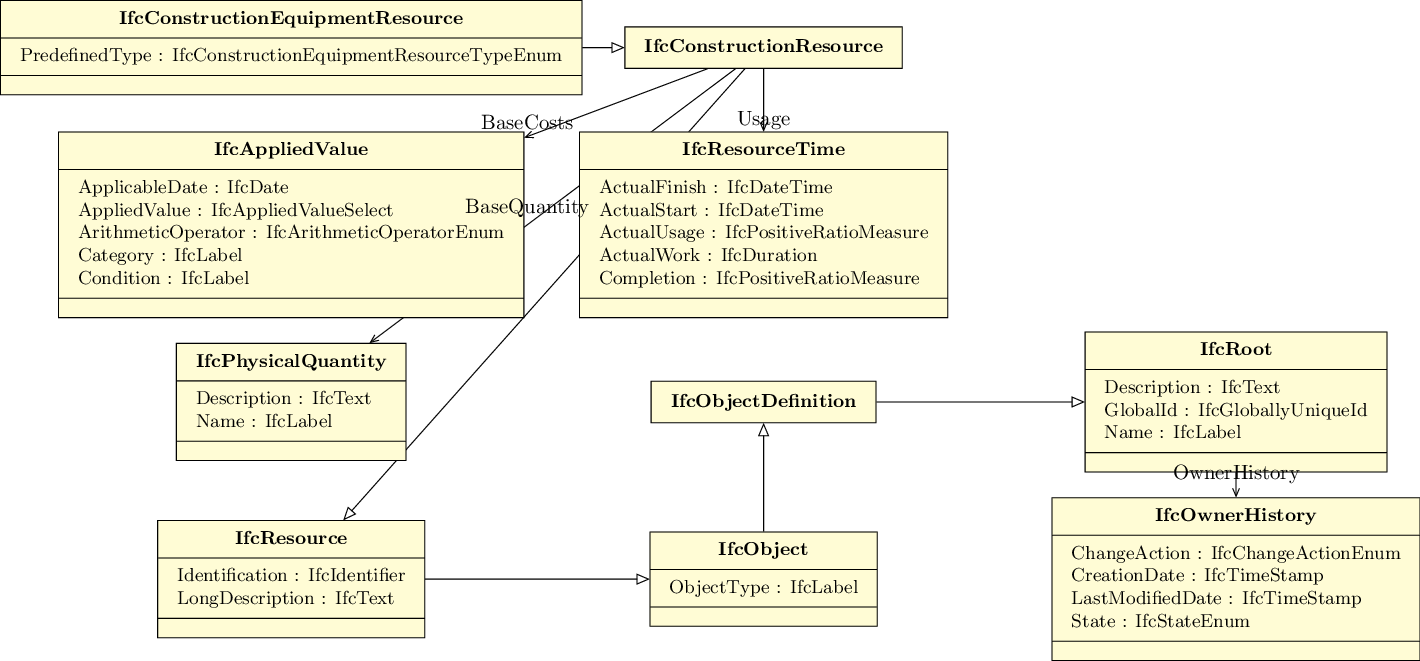 IfcConstructionEquipmentResource
PredefinedType : IfcConstructionEquipmentResourceTypeEnum
IfcConstructionResource
BaseCosts
Usage
IfcAppliedValue
ApplicableDate : IfcDate
AppliedValue : IfcAppliedValueSelect
ArithmeticOperator : IfcArithmeticOperatorEnum
Category : IfcLabel
Condition : IfcLabel
BaseQuantity
IfcResourceTime
ActualFinish : IfcDateTime
ActualStart : IfcDateTime
ActualUsage : IfcPositiveRatioMeasure
ActualWork : IfcDuration
Completion : IfcPositiveRatioMeasure
IfcPhysicalQuantity
Description : IfcText
Name : IfcLabel
IfcObjectDefinition
IfcRoot
Description : IfcText
GlobalId : IfcGloballyUniqueId
Name : IfcLabel
OwnerHistory
IfcResource
Identification : IfcIdentifier
LongDescription : IfcText
IfcObject
ObjectType : IfcLabel
IfcOwnerHistory
ChangeAction : IfcChangeActionEnum
CreationDate : IfcTimeStamp
LastModifiedDate : IfcTimeStamp
State : IfcStateEnum